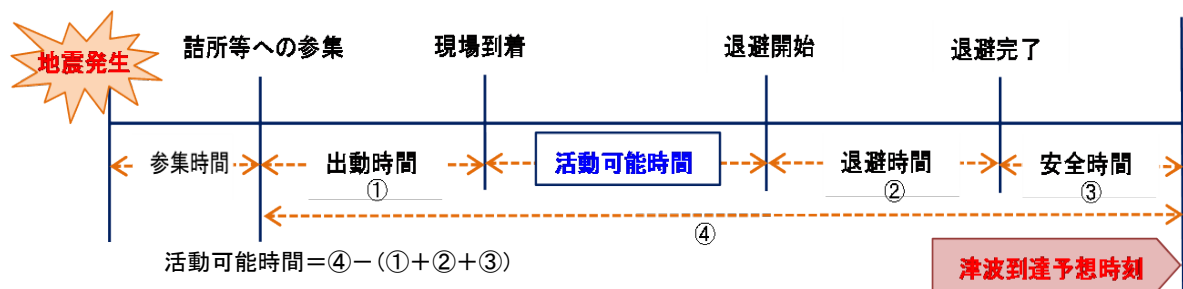 地震発生
詰所等への参集
現場到着
退避開始
退避完了
参集時間
出動時間
①
活動可能時間
退避時間
②
安全時間
③
④
活動可能時間=④-(①+②+③)
津波到達予想時刻